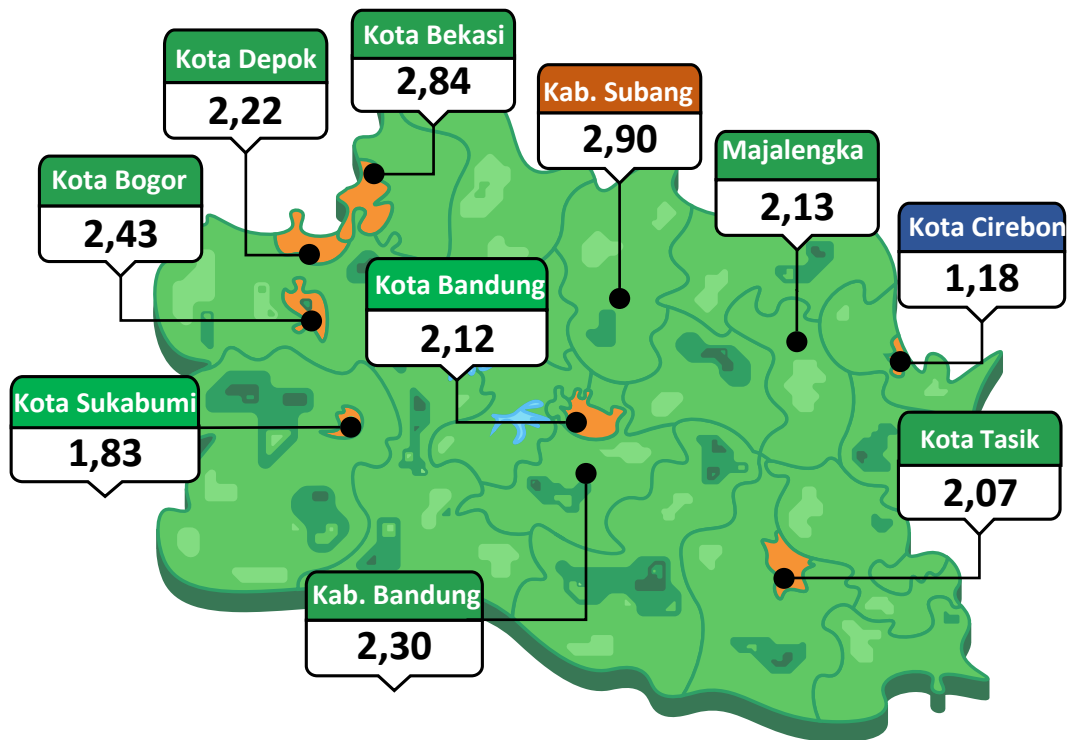 Kota Bekasi
2,84
Kota Depok
2,22
Kab. Subang
2,90
Majalengka
2,13
Kota Bogor
2,43
Kota Cirebon
1,18
Kota Bandung
2,12
Kota Sukabumi
1,83
Kota Tasik
2,07
Kab. Bandung
2,30